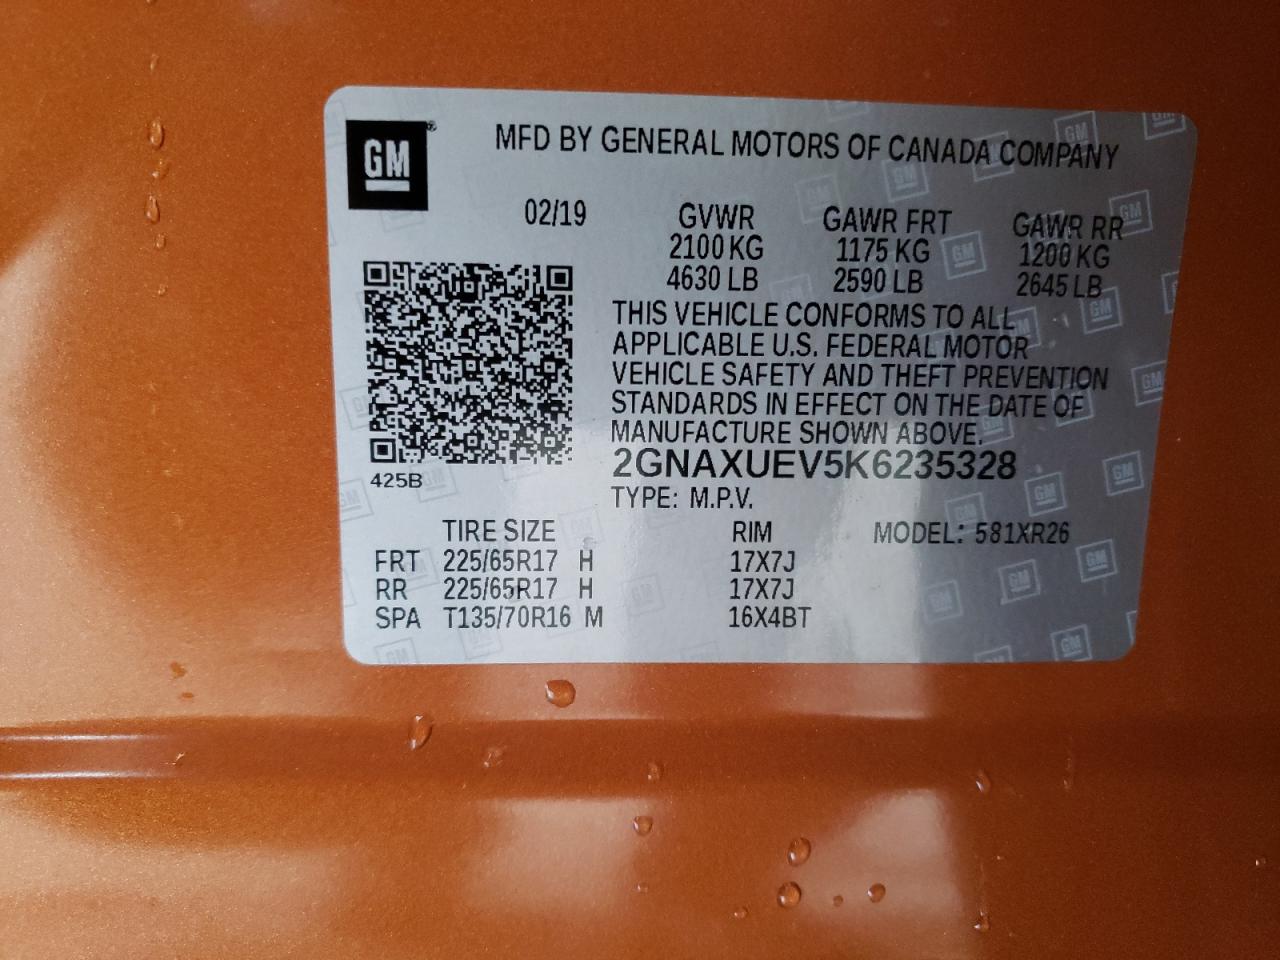 GM
MFD BY GENERAL MOTORS OF CANADA COMPANY
02/19 GVWR GAWR FRT GAWR RR
2100 KG 1175 KG 1200 KG
4630 LB 2590 LB 2645 LB
THIS VEHICLE CONFORMS TO ALL
APPLICABLE U.S. FEDERAL MOTOR
VEHICLE SAFETY AND THEFT PREVENTION
STANDARDS IN EFFECT ON THE DATE OF
MANUFACTURE SHOWN ABOVE.
2GNAXUEV5K6235328
425B
TYPE: M.P.V.
TIRE SIZE RIM MODEL: 581XR26
FRT 225/65R17 H 17X7J
RR 225/65R17 H 17X7J
SPA T135/70R16 M 16X4BT